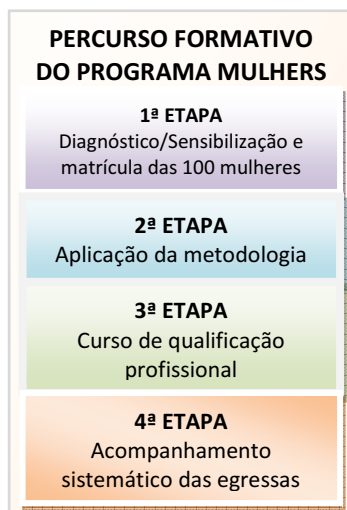 PERCURSO FORMATIVO
DO PROGRAMA MULHERS
1ª ETAPA
Diagnóstico/Sensibilização e
matrícula das 100 mulheres
2ª ETAPA
Aplicação da metodologia
3ª ETAPA
Curso de qualificação
profissional
4ª ETAPA
Acompanhamento
sistemático das egressas